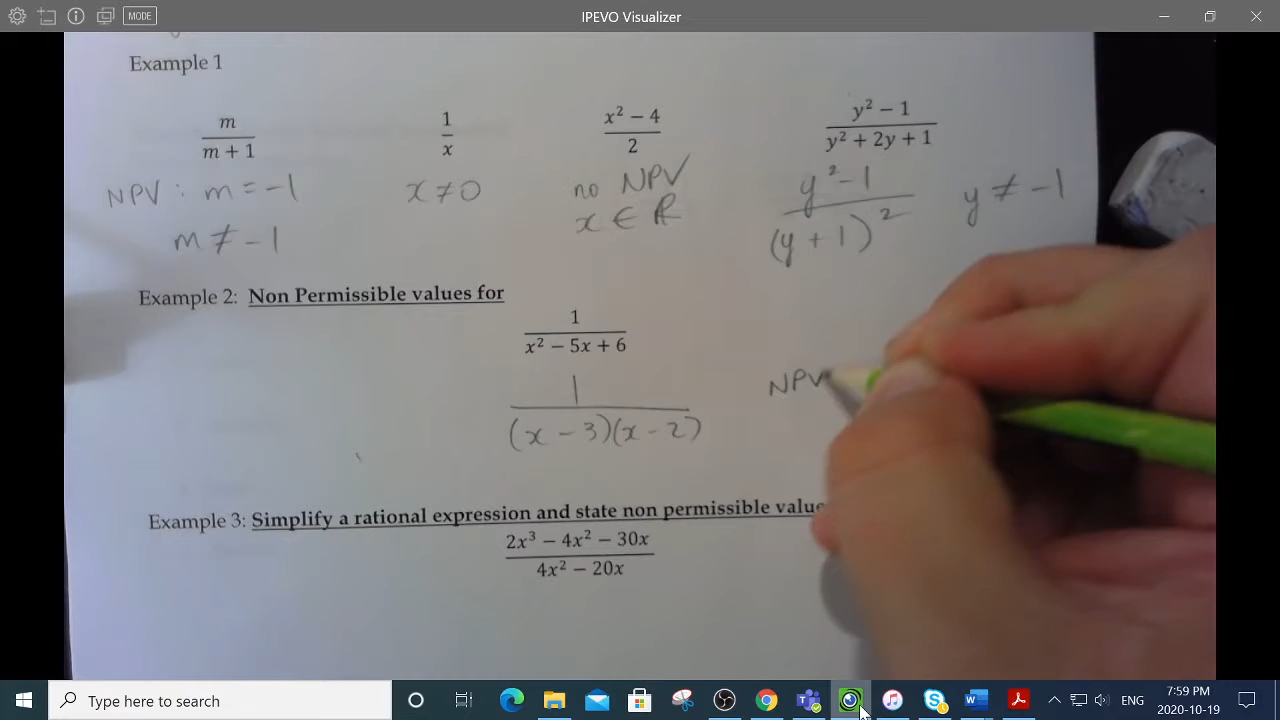 MODE
IPEVO Visualizer
Example 1
m
m + 1
1
x
x² − 4
2
y² − 1
y² + 2y + 1
NPV : m = -1
m ≠ -1
x ≠ 0
no NPV
x ∈ ℝ
y² - 1
(y + 1)²
y ≠ -1
Example 2: Non Permissible values for
1
x² − 5x + 6
1
(x - 3)(x - 2)
NPV
Example 3: Simplify a rational expression and state non permissible value
2x³ − 4x² − 30x
4x² − 20x
Type here to search
ENG
7:59 PM
2020-10-19